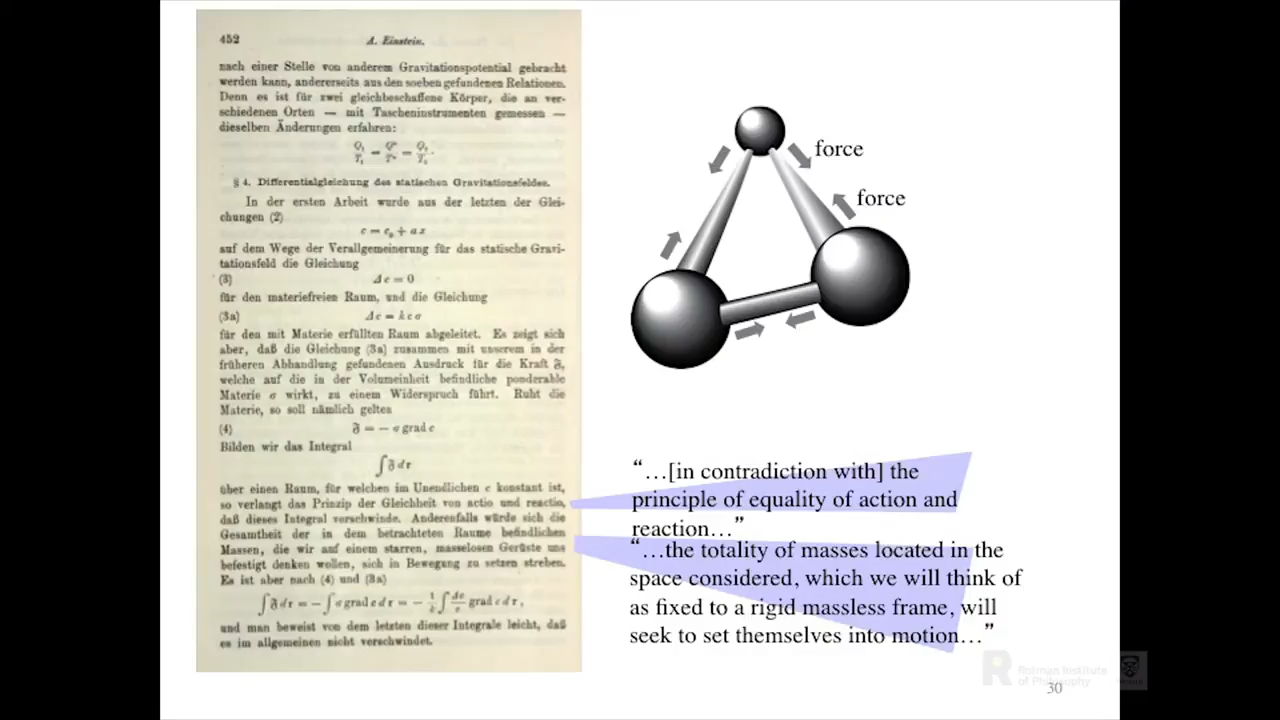 452
A. Einstein.
nach einer Stelle von anderem Gravitationspotential gebracht
werden kann, andererseits aus den soeben gefundenen Relationen.
Denn es ist für zwei gleichbeschaffene Körper, die an ver-
schiedenen Orten — mit Tascheninstrumenten gemessen —
dieselben Änderungen erfahren:
§ 4. Differentialgleichung des statischen Gravitationsfeldes.
In der ersten Arbeit wurde aus der letzten der Glei-
chungen (2)
c = c₀ + a x
auf dem Wege der Verallgemeinerung für das statische Gravi-
tationsfeld die Gleichung
(3) Δc = 0
für den materiefreien Raum, und die Gleichung
(3a) Δc = k c σ
für den mit Materie erfüllten Raum abgeleitet. Es zeigt sich
aber, daß die Gleichung (3a) zusammen mit unserem in der
früheren Abhandlung gefundenen Ausdruck für die Kraft 𝔉,
welche auf die in der Volumeinheit befindliche ponderable
Materie σ wirkt, zu einem Widerspruch führt. Ruht die
Materie, so soll nämlich gelten
(4) 𝔉 = − σ grad c
Bilden wir das Integral
∫ 𝔉 dτ
über einen Raum, für welchen im Unendlichen c konstant ist,
so verlangt das Prinzip der Gleichheit von actio und reactio,
daß dieses Integral verschwinde. Anderenfalls würde sich die
Gesamtheit der in dem betrachteten Raume befindlichen
Massen, die wir auf einem starren, masselosen Gerüste uns
befestigt denken wollen, sich in Bewegung zu setzen streben.
Es ist aber nach (4) und (3a)
∫ 𝔉 dτ = − ∫ σ grad c dτ = − 1/k ∫ Δc/c grad c dτ,
und man beweist von dem letzten dieser Integrale leicht, daß
es im allgemeinen nicht verschwindet.
force
force
“…[in contradiction with] the
principle of equality of action and
reaction…”
“…the totality of masses located in the
space considered, which we will think of
as fixed to a rigid massless frame, will
seek to set themselves into motion…”
R
Rotman Institute
of Philosophy
30